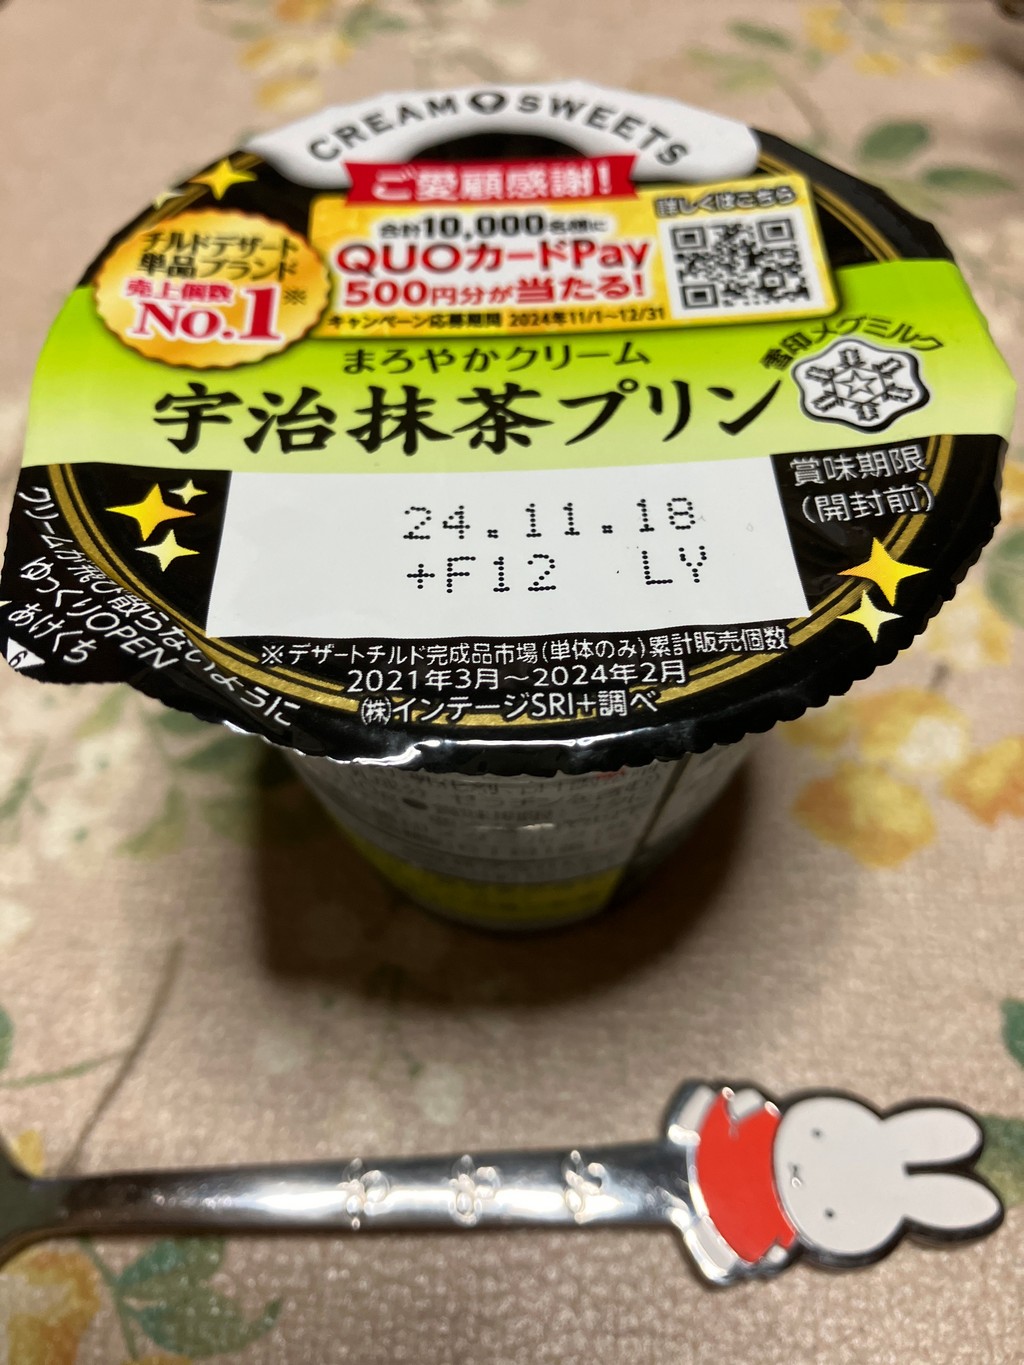 CREAM SWEETS
ご愛顧感謝!
合計10,000名様に
QUOカードPay
500円分が当たる!
キャンペーン応募期間 2024年11/1~12/31
詳しくはこちら
チルドデザート
単品ブランド
売上個数
No.1※
まろやかクリーム
宇治抹茶プリン
雪印メグミルク
賞味期限
(開封前)
24.11.18
+F12 LY
※デザートチルド完成品市場(単体のみ)累計販売個数
2021年3月~2024年2月
(株)インテージSRI+調べ
クリームが飛び散らないように
ゆっくりOPEN
あけくち
6